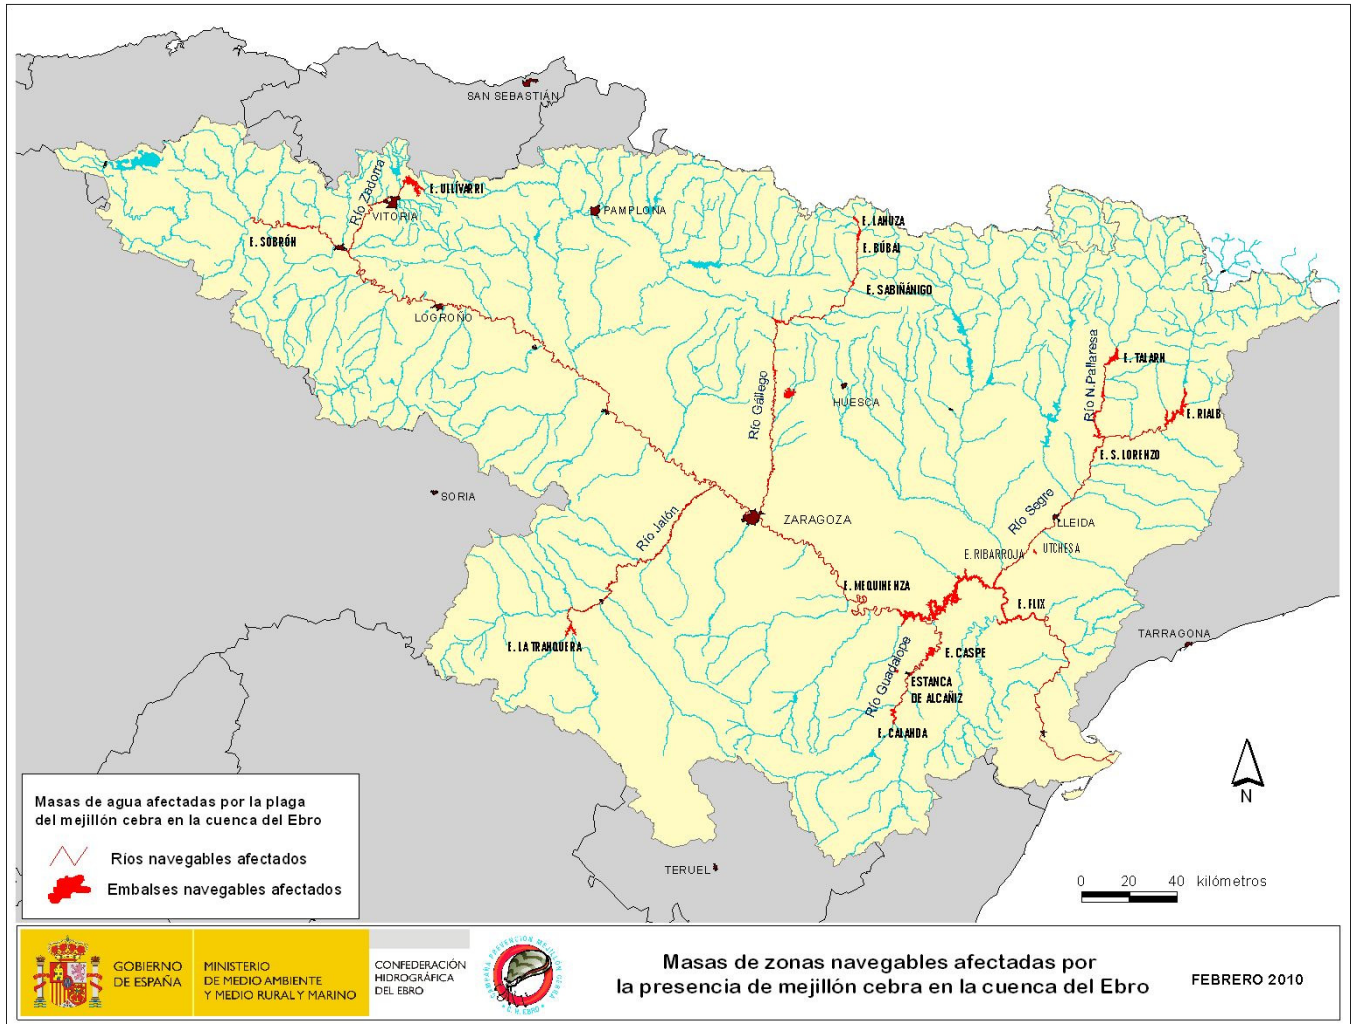 SAN SEBASTIÁN
Río Zadorra
E. ULLÍVARRI
VITORIA
PAMPLONA
E. SOBRÓN
E. LANUZA
E. BÚBAL
E. SABIÑÁNIGO
LOGROÑO
Río Gállego
HUESCA
Río N.Pallaresa
E. TALARN
E. RIALB
E. S. LORENZO
SORIA
Río Jalón
ZARAGOZA
Río Segre
LLEIDA
E. RIBARROJA
UTCHESA
E. MEQUINENZA
E. FLIX
TARRAGONA
E. LA TRANQUERA
Río Guadalope
E. CASPE
ESTANCA
DE ALCAÑIZ
E. CALANDA
TERUEL
N
0 20 40 kilómetros
Masas de agua afectadas por la plaga
del mejillón cebra en la cuenca del Ebro
Ríos navegables afectados
Embalses navegables afectados
GOBIERNO
DE ESPAÑA
MINISTERIO
DE MEDIO AMBIENTE
Y MEDIO RURAL Y MARINO
CONFEDERACIÓN
HIDROGRÁFICA
DEL EBRO
CAMPAÑA PREVENCIÓN MEJILLÓN CEBRA
C. H. EBRO
Masas de zonas navegables afectadas por
la presencia de mejillón cebra en la cuenca del Ebro
FEBRERO 2010